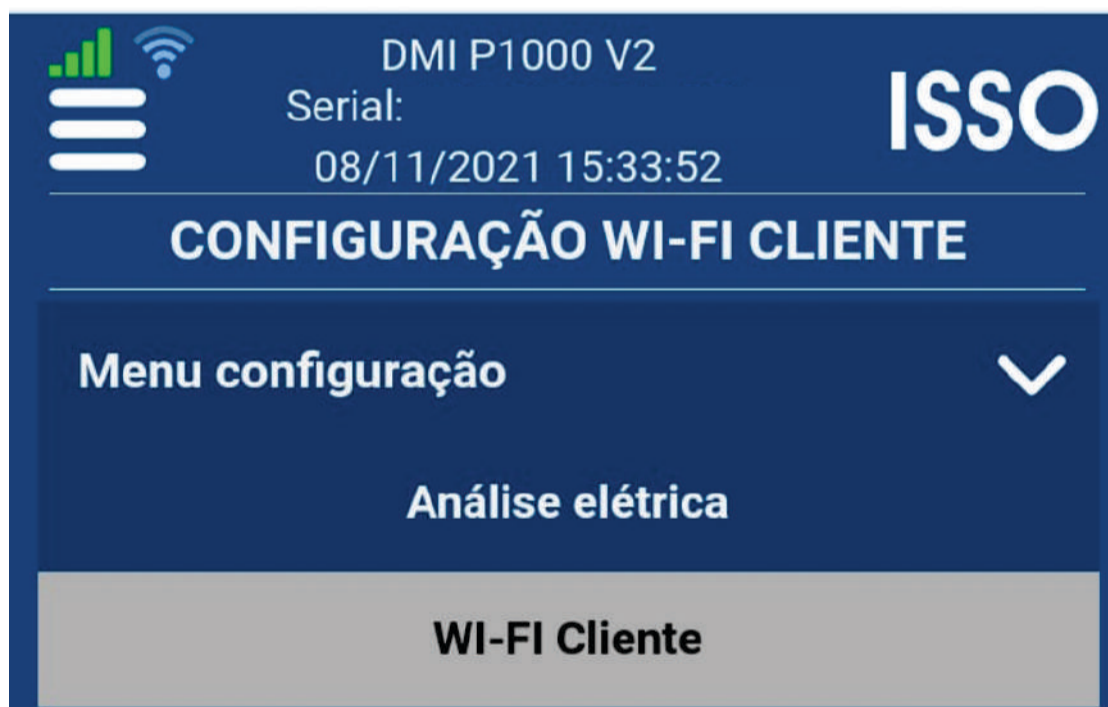 DMI P1000 V2
Serial:
ISSO
08/11/2021 15:33:52
CONFIGURAÇÃO WI-FI CLIENTE
Menu configuração
Análise elétrica
WI-FI Cliente